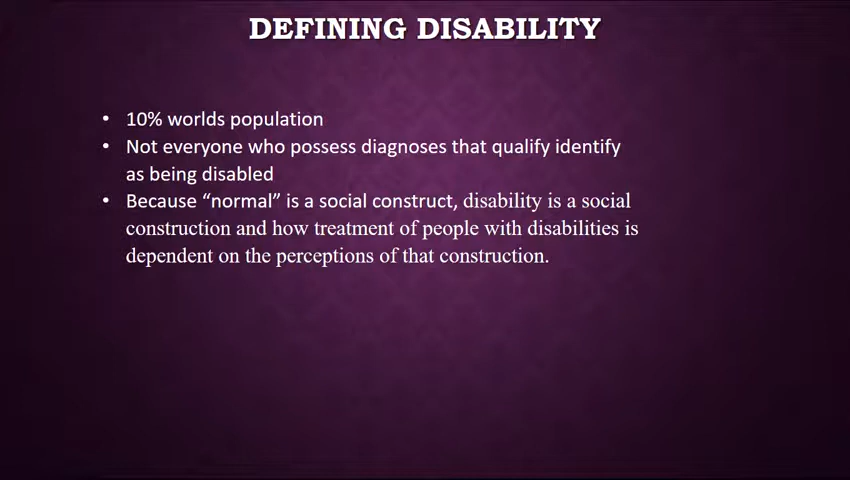 DEFINING DISABILITY
• 10% worlds population
• Not everyone who possess diagnoses that qualify identify
as being disabled
• Because “normal” is a social construct, disability is a social
construction and how treatment of people with disabilities is
dependent on the perceptions of that construction.